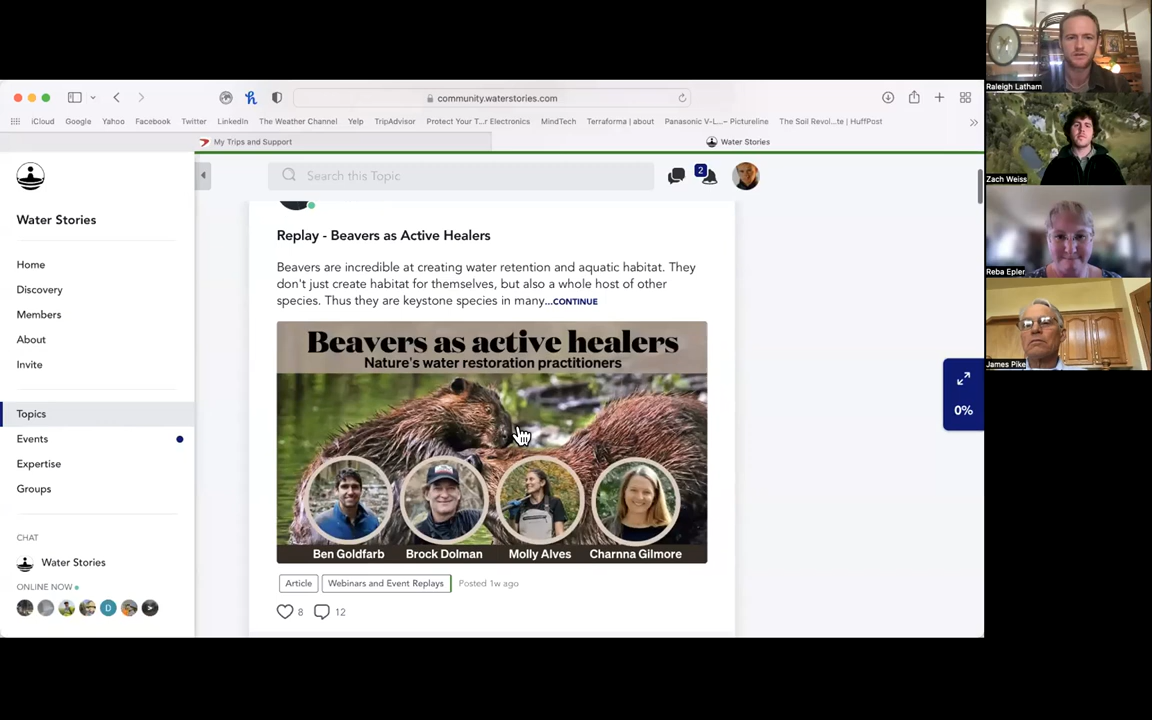 community.waterstories.com
iCloud Google Yahoo Facebook Twitter LinkedIn The Weather Channel Yelp TripAdvisor Protect Your T...r Electronics MindTech Terraforma | about Panasonic V-L...– Pictureline The Soil Revol...te | HuffPost
My Trips and Support
Water Stories
Search this Topic
2
Water Stories
Home
Discovery
Members
About
Invite
Topics
Events
Expertise
Groups
CHAT
Water Stories
ONLINE NOW
D
Replay - Beavers as Active Healers
Beavers are incredible at creating water retention and aquatic habitat. They
don't just create habitat for themselves, but also a whole host of other
species. Thus they are keystone species in many...CONTINUE
Beavers as active healers
Nature's water restoration practitioners
Ben Goldfarb Brock Dolman Molly Alves Charnna Gilmore
Article Webinars and Event Replays Posted 1w ago
8 12
0%
Raleigh Latham
Zach Weiss
Reba Epler
James Pike